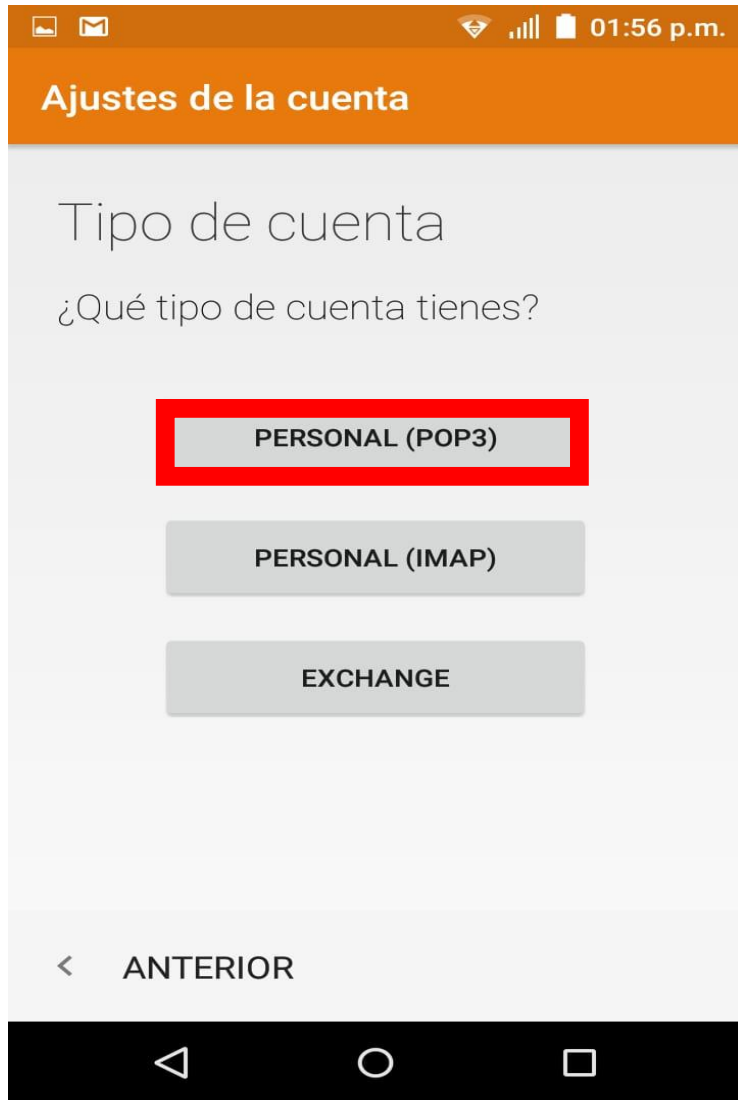 01:56 p.m.
Ajustes de la cuenta
Tipo de cuenta
¿Qué tipo de cuenta tienes?
PERSONAL (POP3)
PERSONAL (IMAP)
EXCHANGE
ANTERIOR